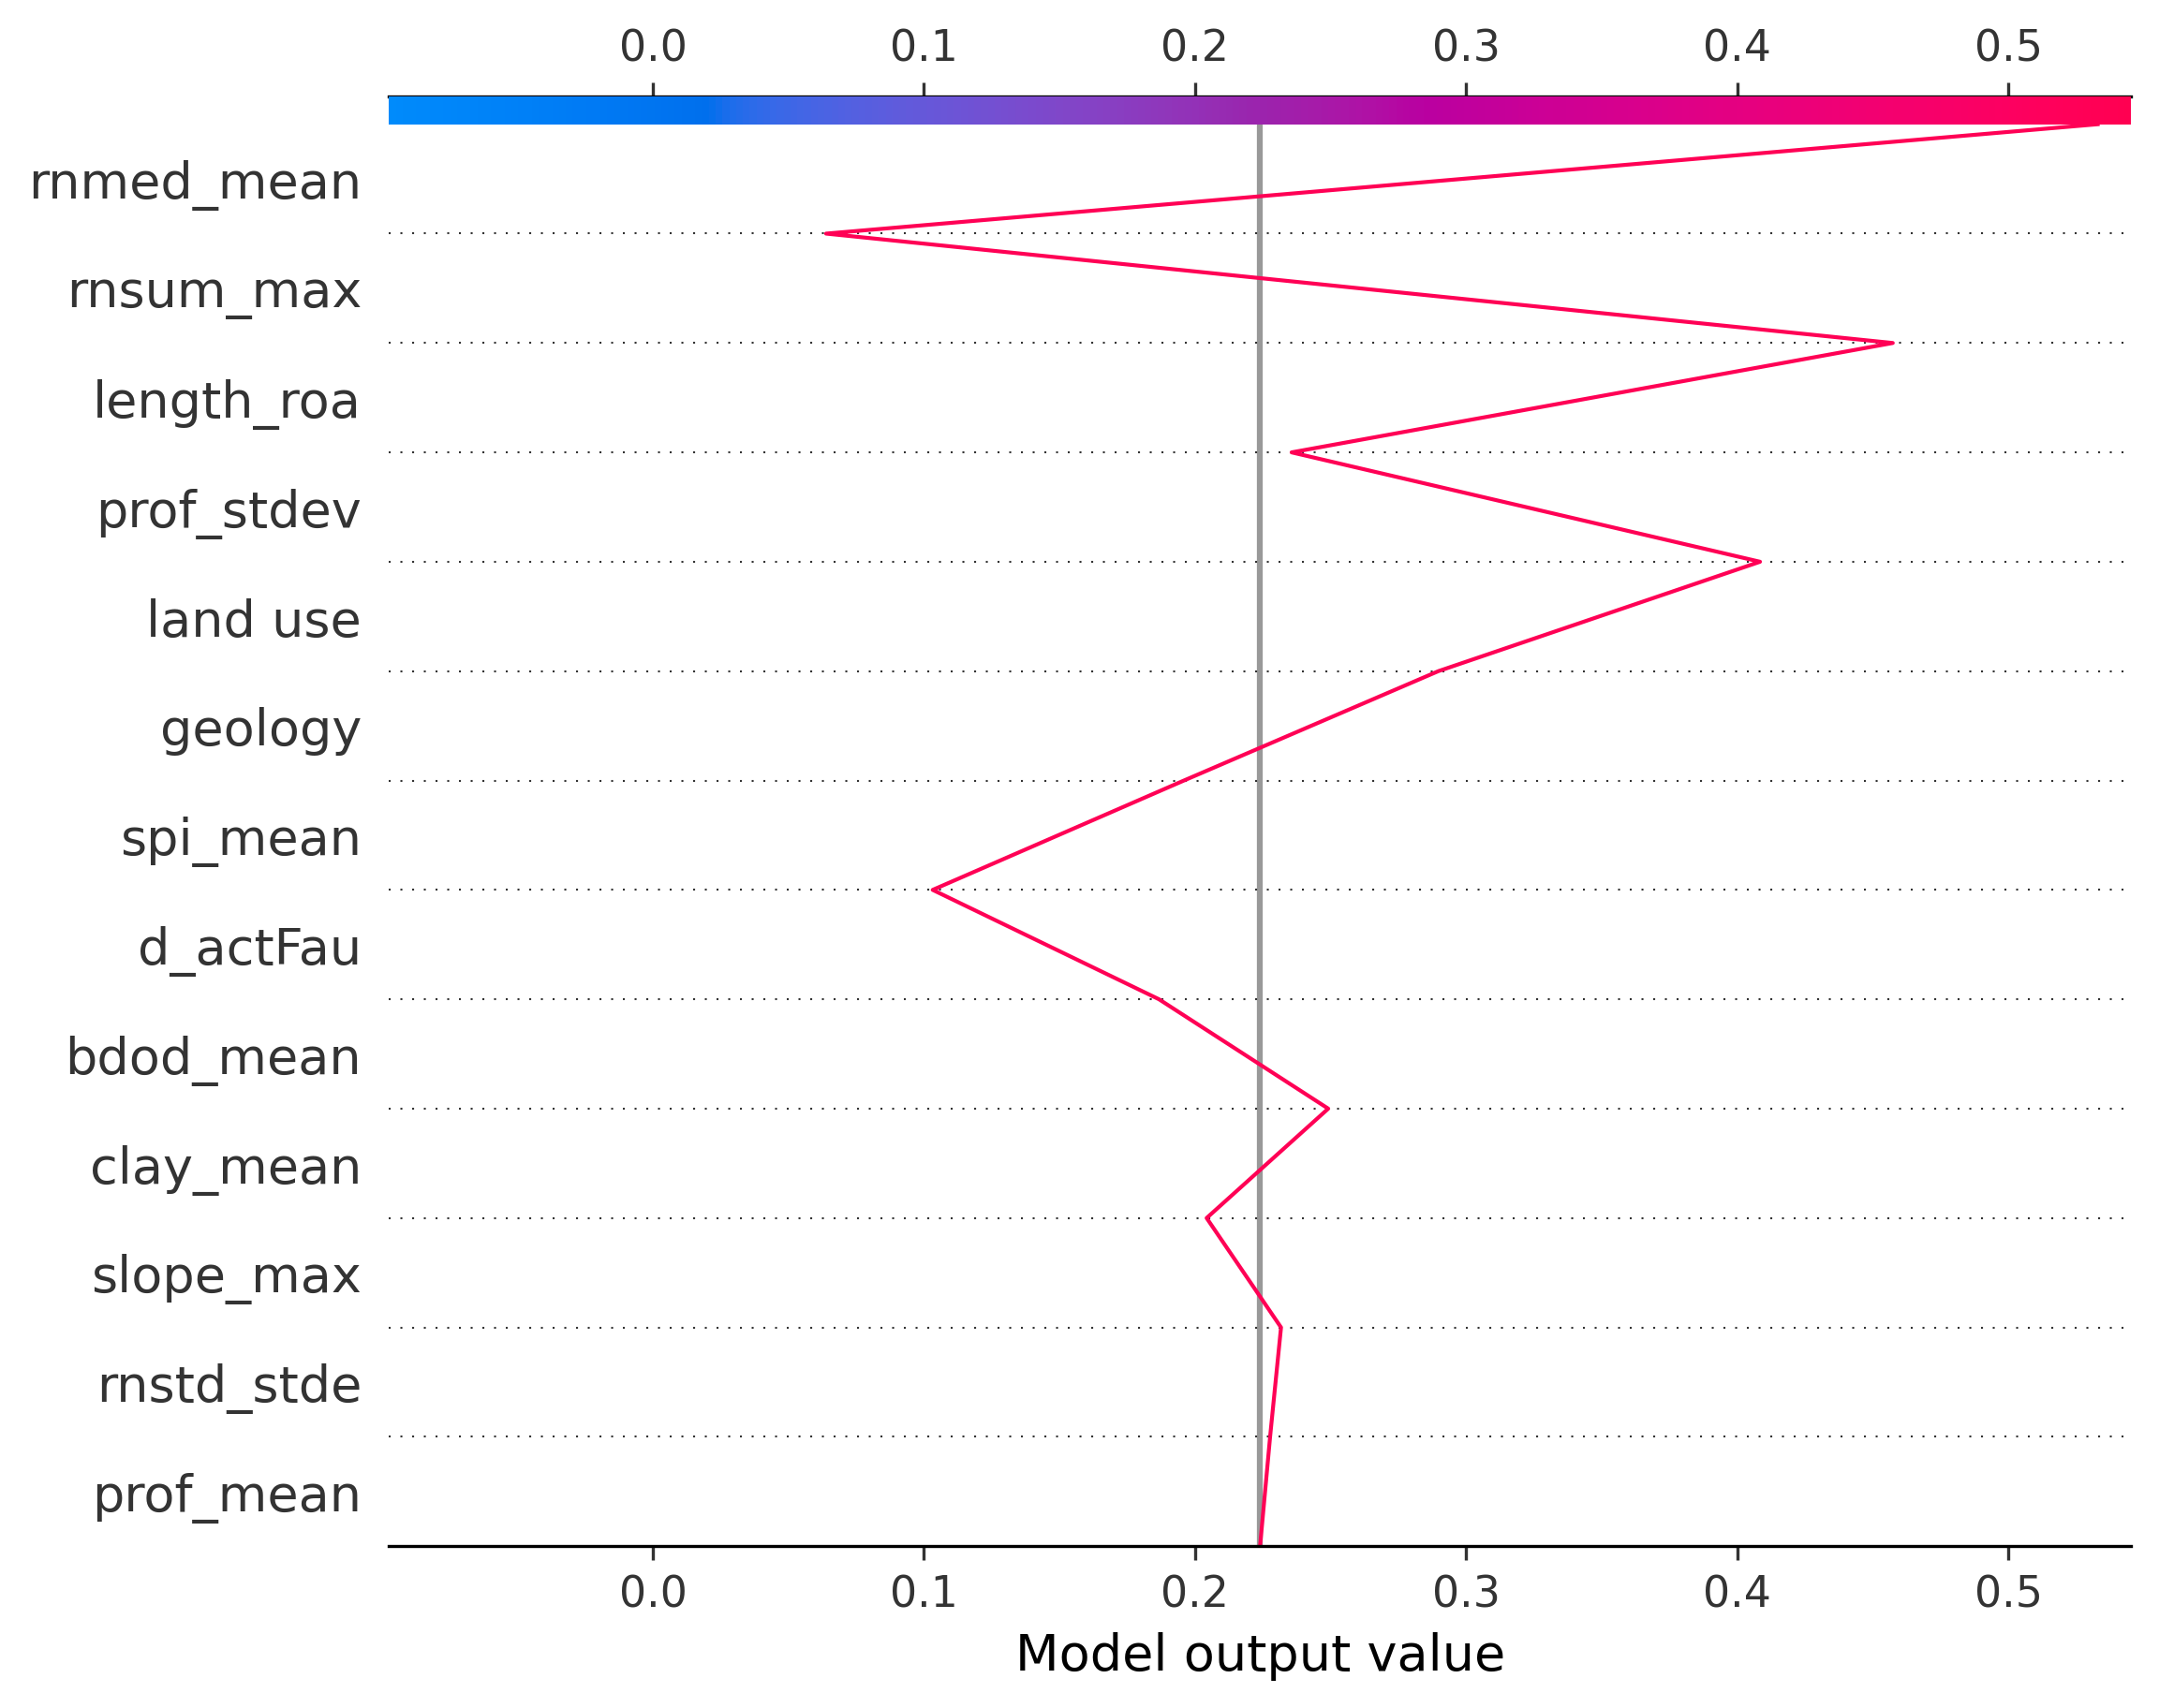 0.0 0.1 0.2 0.3 0.4 0.5
rnmed_mean
rnsum_max
length_roa
prof_stdev
land use
geology
spi_mean
d_actFau
bdod_mean
clay_mean
slope_max
rnstd_stde
prof_mean
0.0 0.1 0.2 0.3 0.4 0.5
Model output value